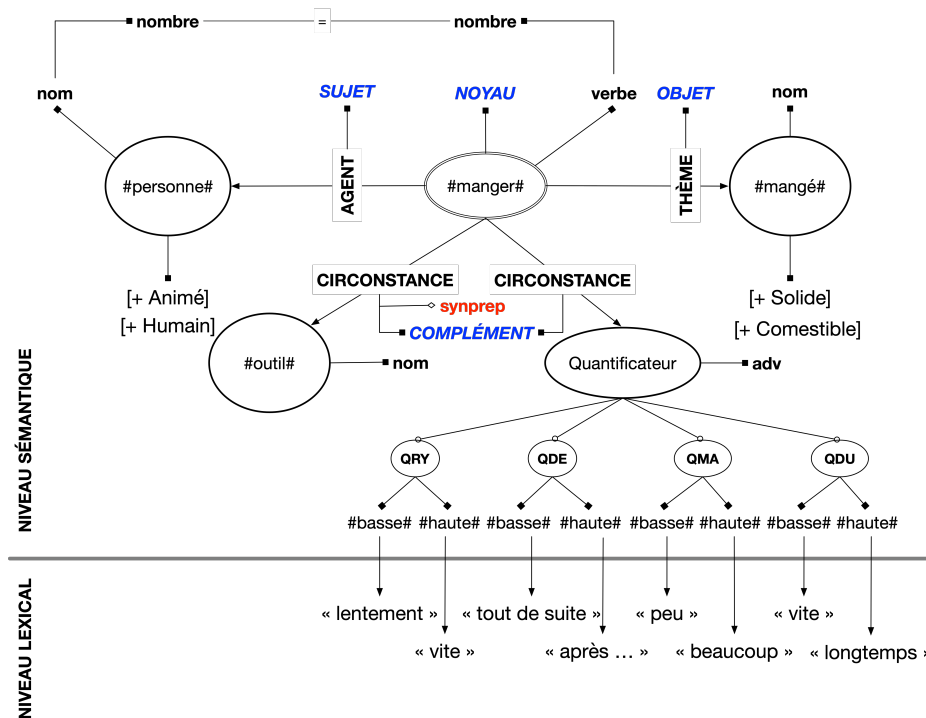 nombre = nombre
nom SUJET NOYAU verbe OBJET nom
#personne# AGENT #manger# THÈME #mangé#
CIRCONSTANCE CIRCONSTANCE
[+ Animé] synprep [+ Solide]
[+ Humain] COMPLÉMENT [+ Comestible]
#outil# nom Quantificateur adv
NIVEAU SÉMANTIQUE
QRY QDE QMA QDU
#basse# #haute# #basse# #haute# #basse# #haute# #basse# #haute#
NIVEAU LEXICAL
« lentement » « tout de suite » « peu » « vite »
« vite » « après … » « beaucoup » « longtemps »